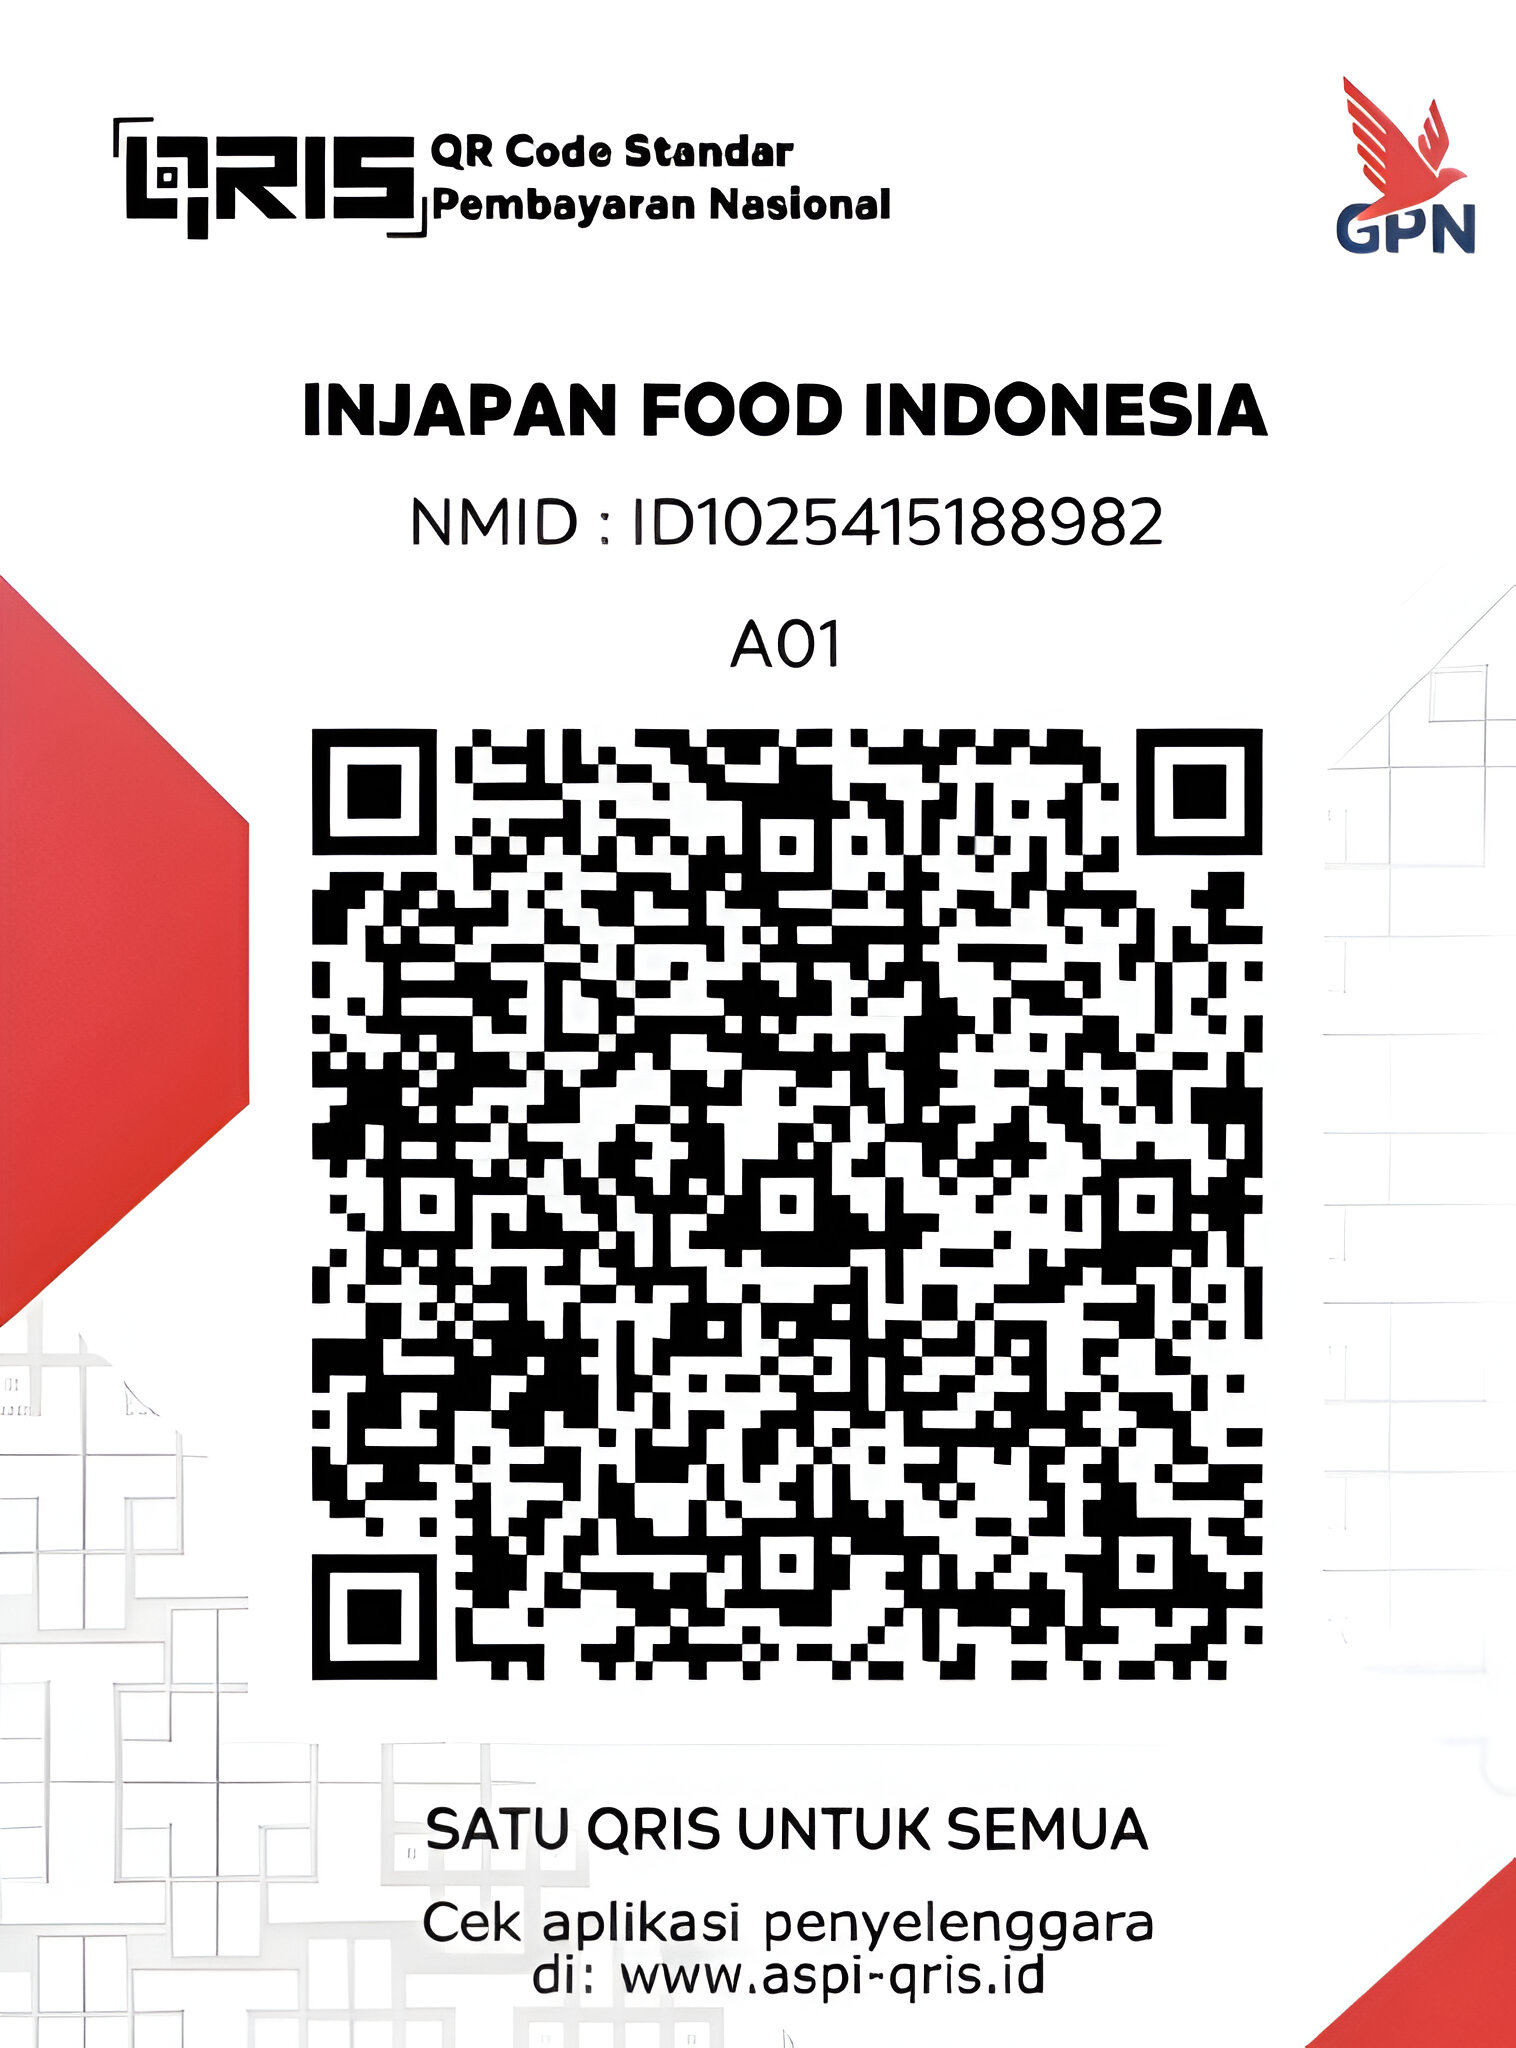 QRIS
QR Code Standar
Pembayaran Nasional
GPN
INJAPAN FOOD INDONESIA
NMID : ID1025415188982
A01
SATU QRIS UNTUK SEMUA
Cek aplikasi penyelenggara
di: www.aspi-qris.id